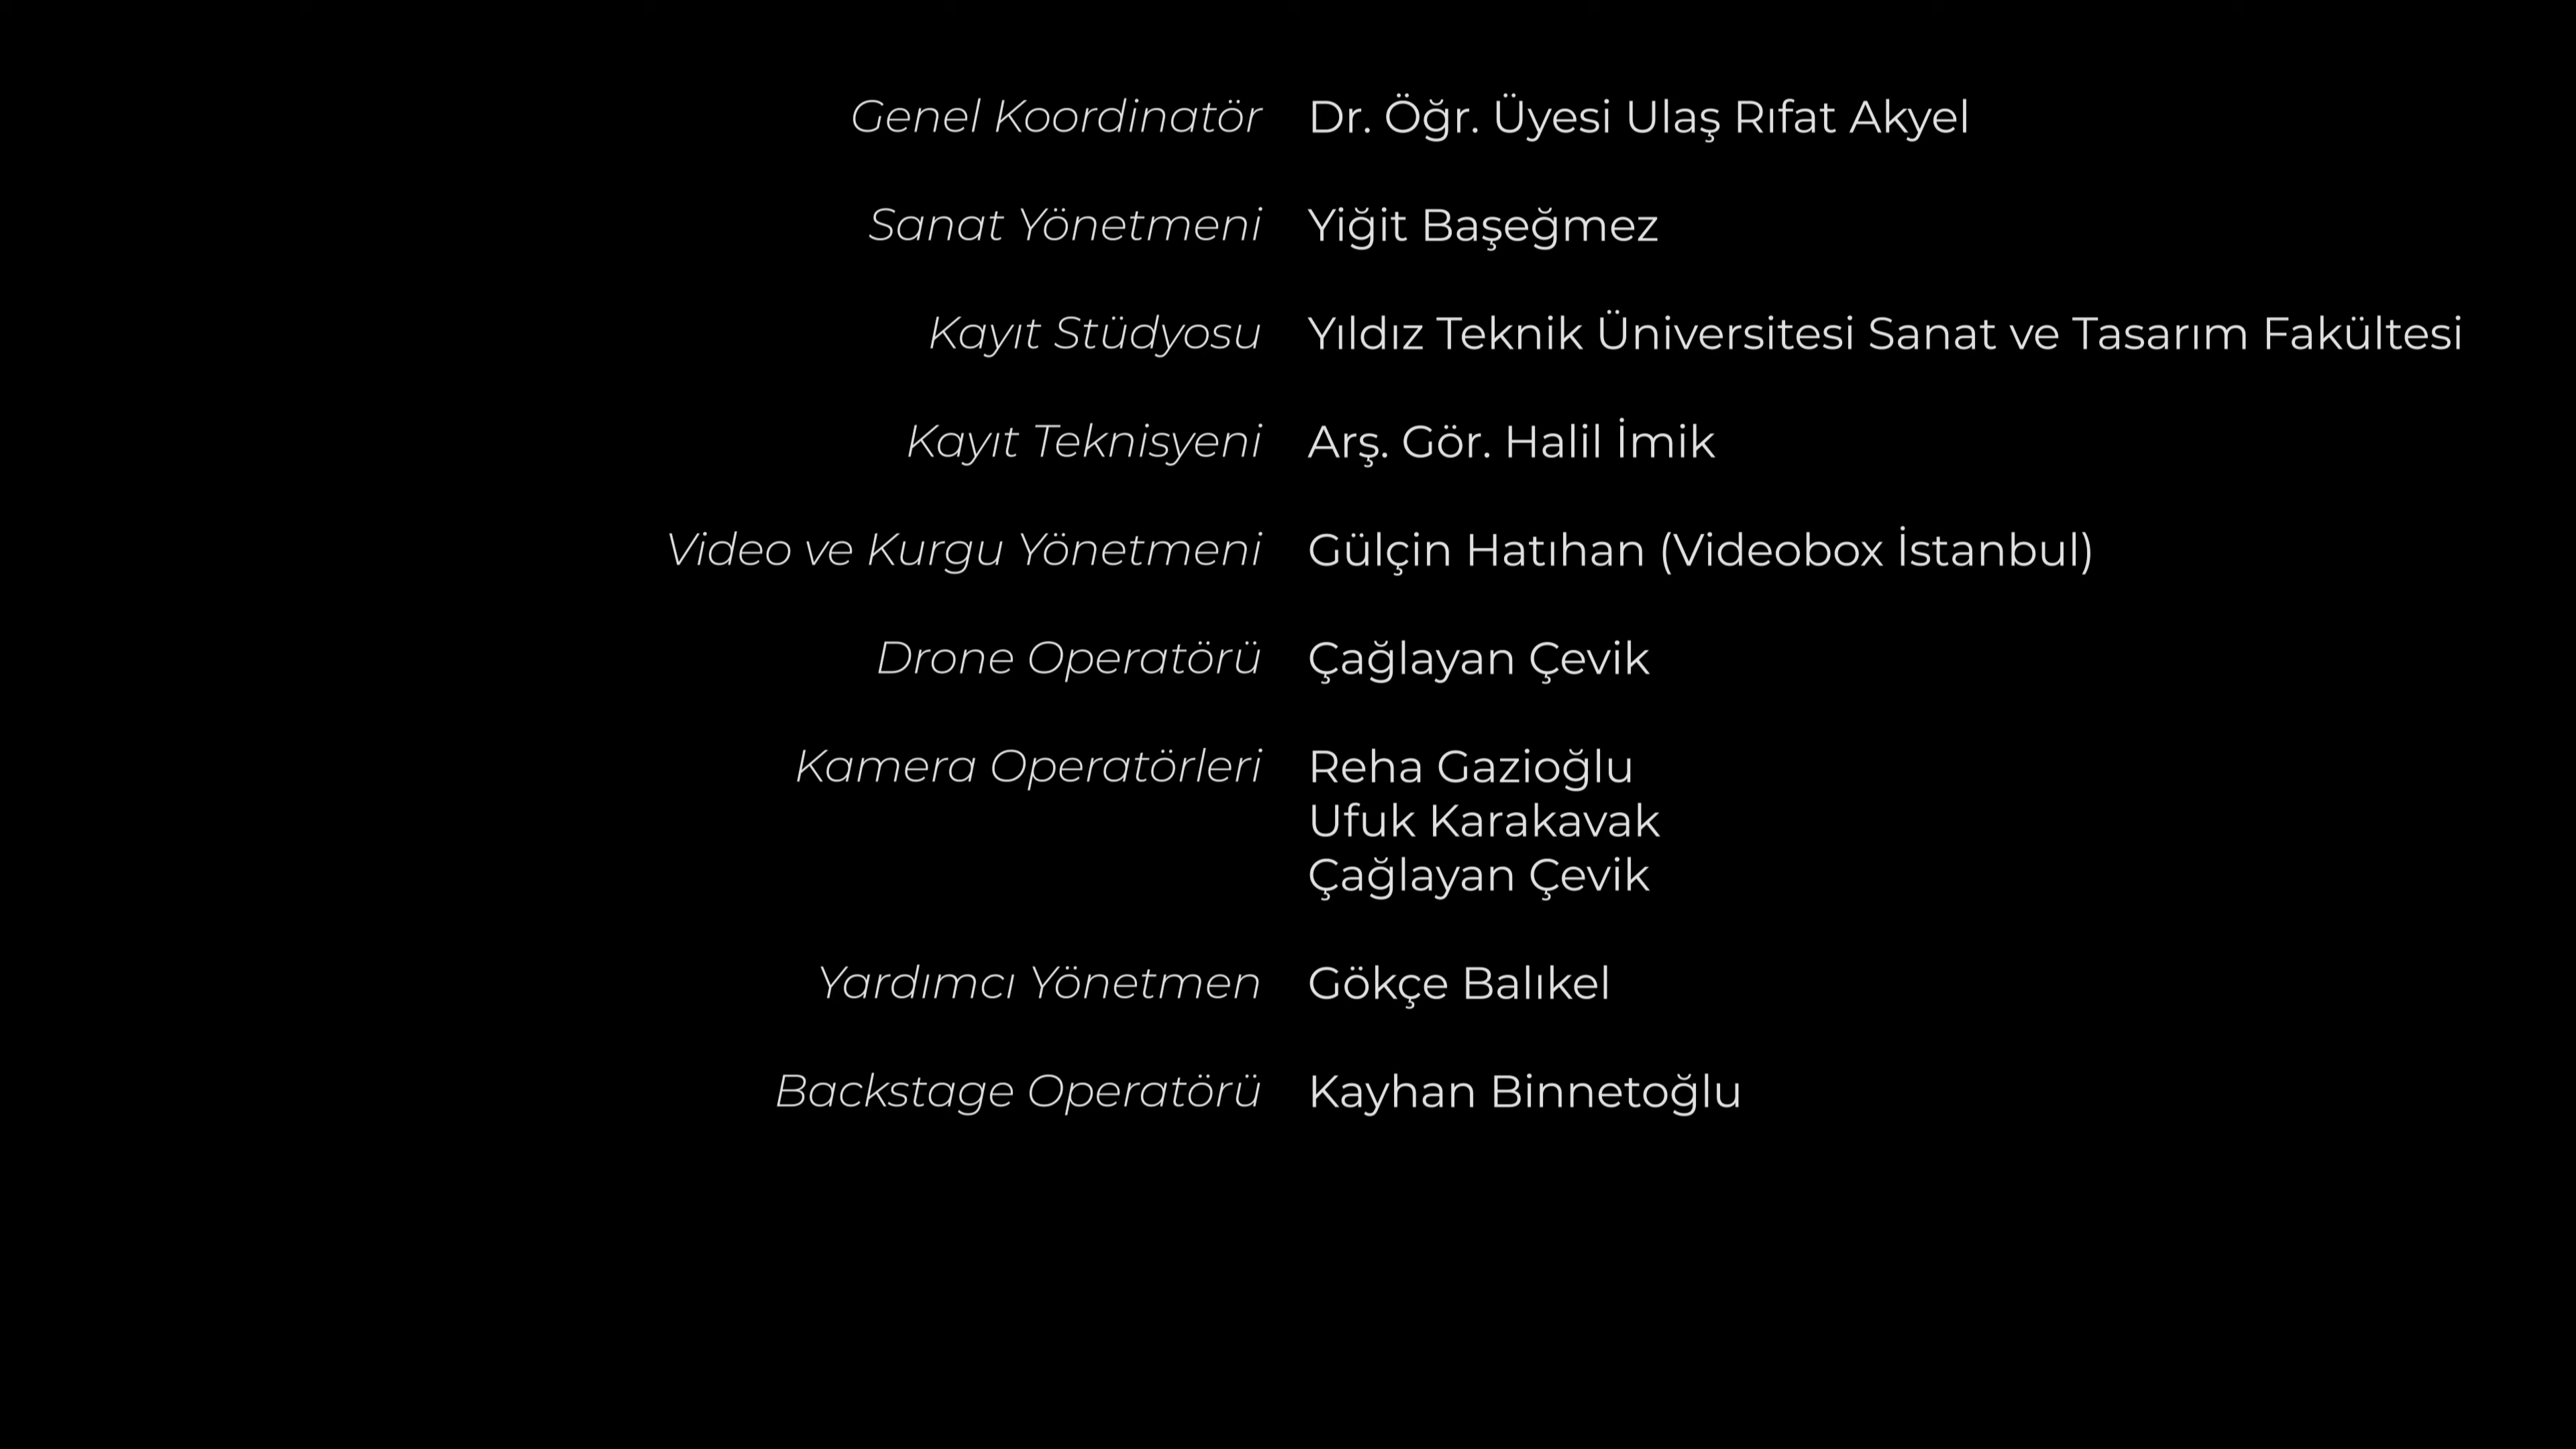 Genel Koordinatör Dr. Öğr. Üyesi Ulaş Rıfat Akyel
Sanat Yönetmeni Yiğit Başeğmez
Kayıt Stüdyosu Yıldız Teknik Üniversitesi Sanat ve Tasarım Fakültesi
Kayıt Teknisyeni Arş. Gör. Halil İmik
Video ve Kurgu Yönetmeni Gülçin Hatıhan (Videobox İstanbul)
Drone Operatörü Çağlayan Çevik
Kamera Operatörleri Reha Gazioğlu
Ufuk Karakavak
Çağlayan Çevik
Yardımcı Yönetmen Gökçe Balıkel
Backstage Operatörü Kayhan Binnetoğlu